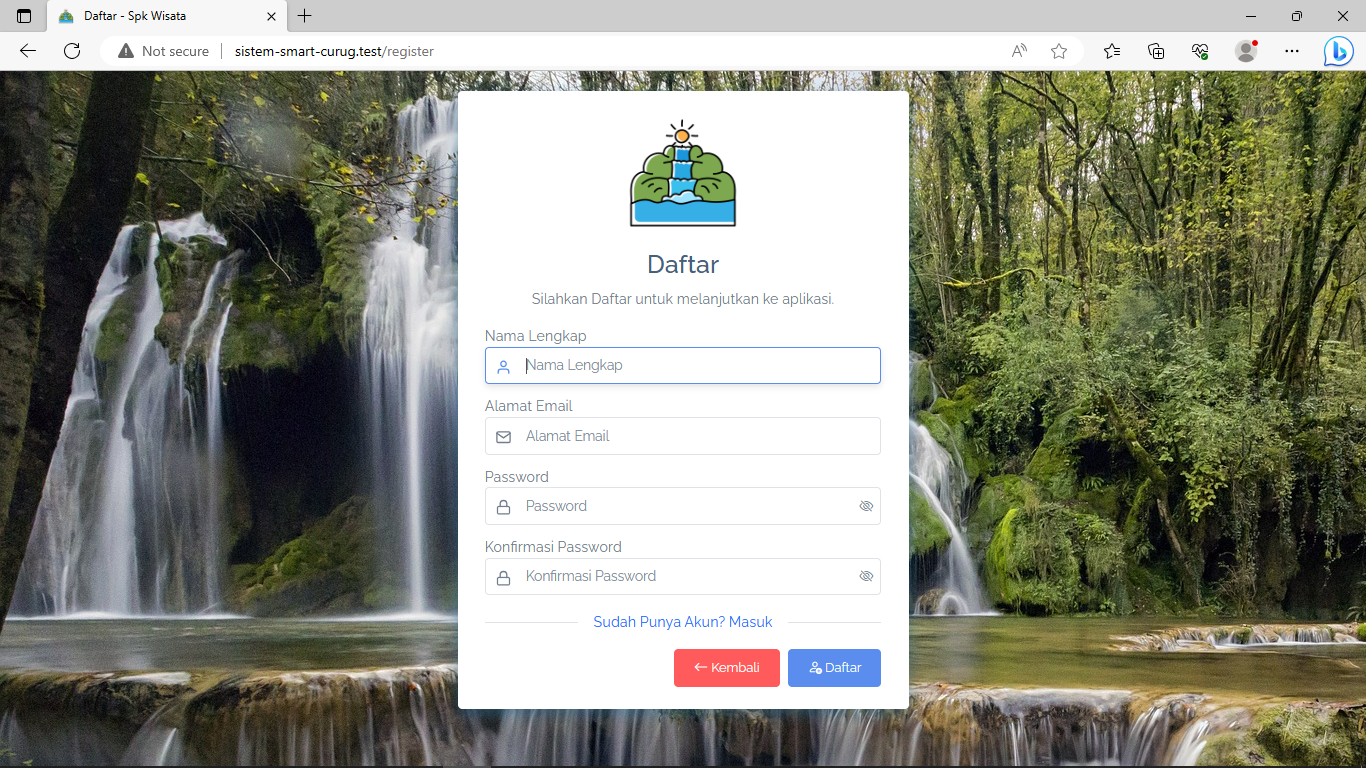 Daftar - Spk Wisata
Not secure
sistem-smart-curug.test/register
Daftar
Silahkan Daftar untuk melanjutkan ke aplikasi.
Nama Lengkap
Nama Lengkap
Alamat Email
Alamat Email
Password
Password
Konfirmasi Password
Konfirmasi Password
Sudah Punya Akun? Masuk
Kembali
Daftar